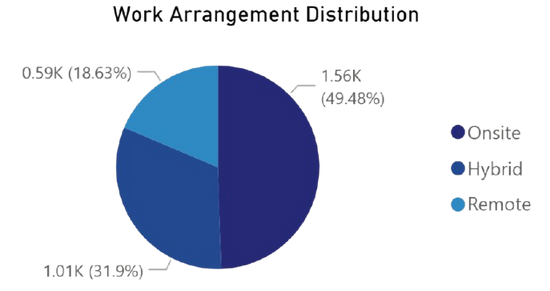 Work Arrangement Distribution
0.59K (18.63%)
1.56K
(49.48%)
Onsite
Hybrid
Remote
1.01K (31.9%)